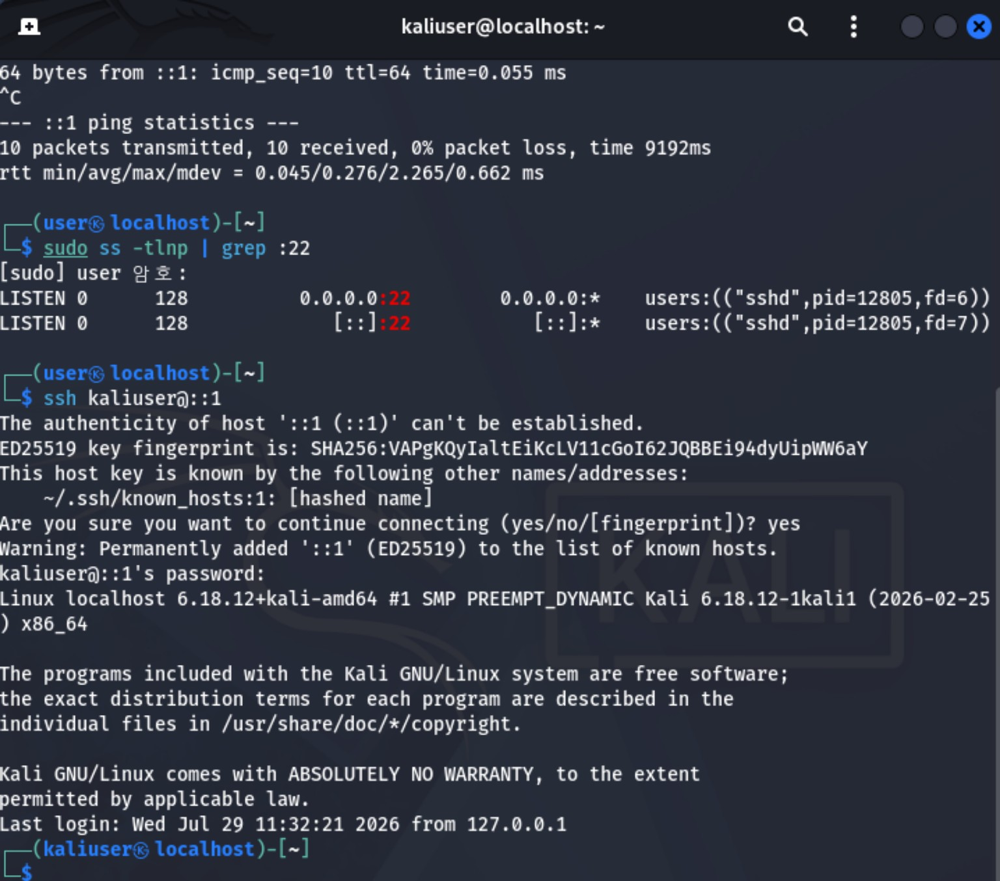 kaliuser@localhost: ~
64 bytes from ::1: icmp_seq=10 ttl=64 time=0.055 ms
^C
--- ::1 ping statistics ---
10 packets transmitted, 10 received, 0% packet loss, time 9192ms
rtt min/avg/max/mdev = 0.045/0.276/2.265/0.662 ms
┌──(user㉿localhost)-[~]
└─$ sudo ss -tlnp | grep :22
[sudo] user 암호:
LISTEN 0      128          0.0.0.0:22        0.0.0.0:*    users:(("sshd",pid=12805,fd=6))
LISTEN 0      128             [::]:22           [::]:*    users:(("sshd",pid=12805,fd=7))
┌──(user㉿localhost)-[~]
└─$ ssh kaliuser@::1
The authenticity of host '::1 (::1)' can't be established.
ED25519 key fingerprint is: SHA256:VAPgKQyIaltEiKcLV11cGoI62JQBBEi94dyUipWW6aY
This host key is known by the following other names/addresses:
    ~/.ssh/known_hosts:1: [hashed name]
Are you sure you want to continue connecting (yes/no/[fingerprint])? yes
Warning: Permanently added '::1' (ED25519) to the list of known hosts.
kaliuser@::1's password:
Linux localhost 6.18.12+kali-amd64 #1 SMP PREEMPT_DYNAMIC Kali 6.18.12-1kali1 (2026-02-25
) x86_64
The programs included with the Kali GNU/Linux system are free software;
the exact distribution terms for each program are described in the
individual files in /usr/share/doc/*/copyright.
Kali GNU/Linux comes with ABSOLUTELY NO WARRANTY, to the extent
permitted by applicable law.
Last login: Wed Jul 29 11:32:21 2026 from 127.0.0.1
┌──(kaliuser㉿localhost)-[~]
└─$
KALI